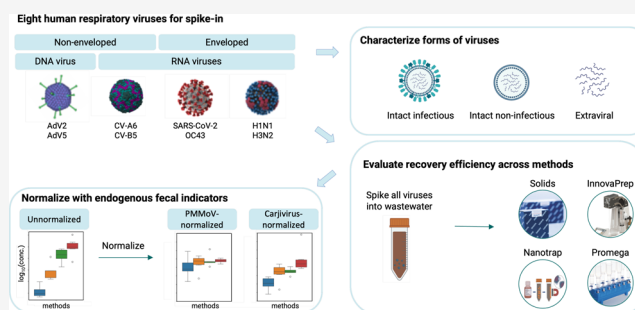 Eight human respiratory viruses for spike-in
Non-enveloped
Enveloped
DNA virus
RNA viruses
AdV2
AdV5
CV-A6
CV-B5
SARS-CoV-2
OC43
H1N1
H3N2
Characterize forms of viruses
Intact infectious
Intact non-infectious
Extraviral
Evaluate recovery efficiency across methods
Spike all viruses
into wastewater
Solids
InnovaPrep
Nanotrap
Promega
Normalize with endogenous fecal indicators
Unnormalized
Normalize
PMMoV-
normalized
Carjivirus-
normalized
log₁₀(conc.)
methods
methods
methods